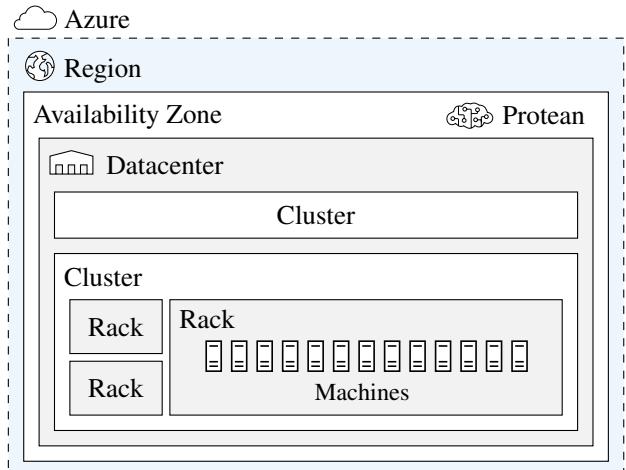 Azure
Region
Availability Zone
Protean
Datacenter
Cluster
Cluster
Rack
Rack
Rack
Machines